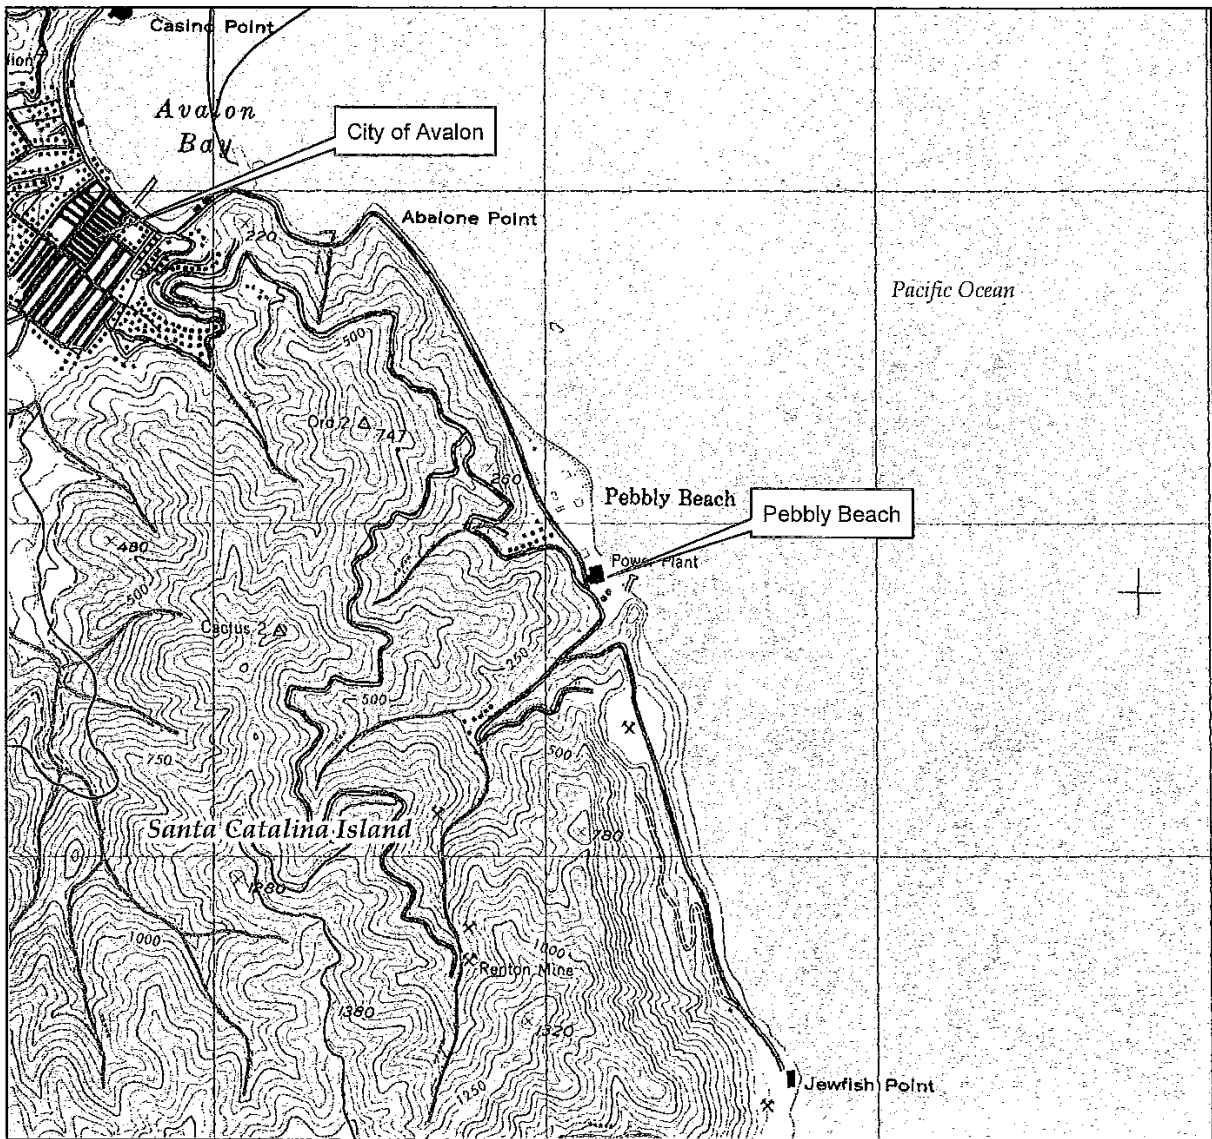 Casino Point
Avalon
Bay
City of Avalon
Abalone Point
220
Pacific Ocean
500
Ord 2
747
260
Pebbly Beach
Pebbly Beach
480
Power Plant
500
Cactus 2
250
500
750
500
Santa Catalina Island
780
1280
1000
1000
Renton Mine
1380
1320
1250
Jewfish Point